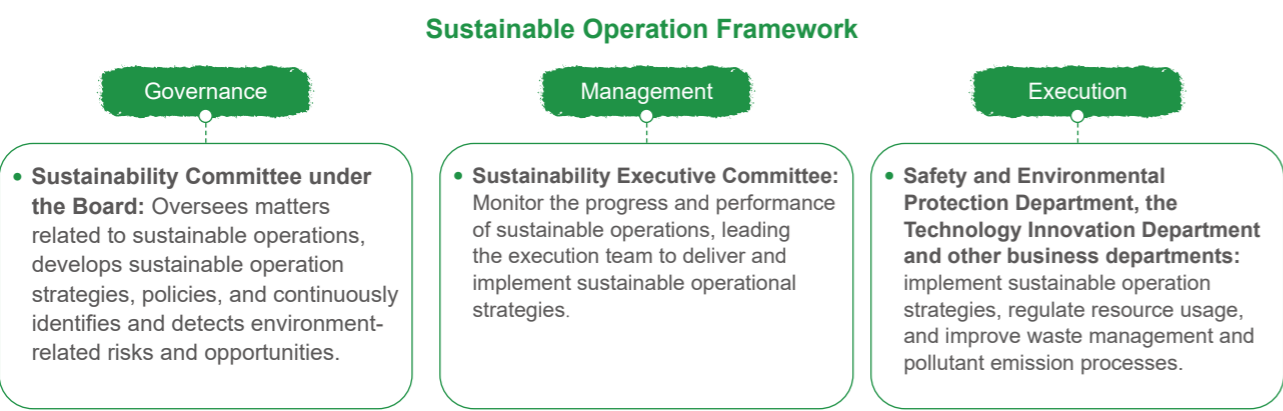 Sustainable Operation Framework
Governance
• Sustainability Committee under
the Board: Oversees matters
related to sustainable operations,
develops sustainable operation
strategies, policies, and continuously
identifies and detects environment-
related risks and opportunities.
Management
• Sustainability Executive Committee:
Monitor the progress and performance
of sustainable operations, leading
the execution team to deliver and
implement sustainable operational
strategies.
Execution
• Safety and Environmental
Protection Department, the
Technology Innovation Department
and other business departments:
implement sustainable operation
strategies, regulate resource usage,
and improve waste management and
pollutant emission processes.